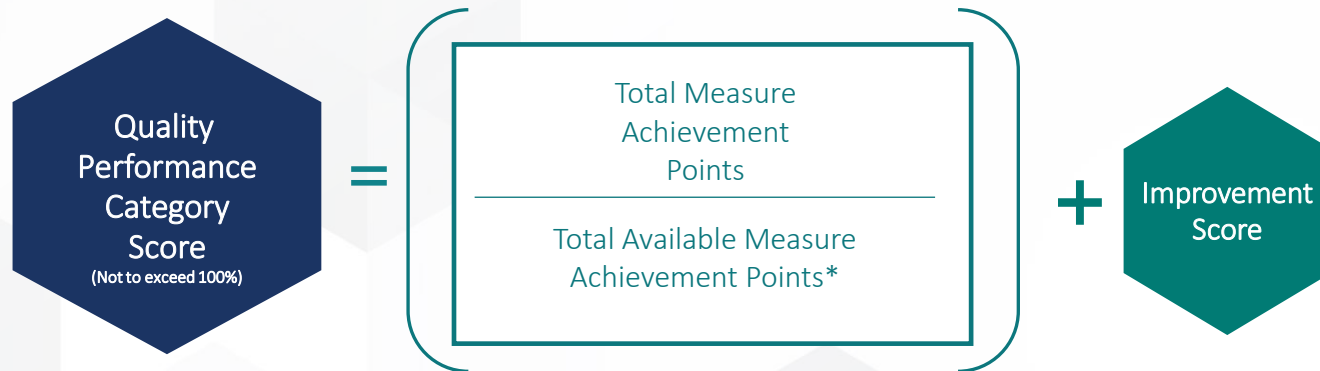 Quality
Performance
Category
Score
(Not to exceed 100%)
=
Total Measure
Achievement
Points
Total Available Measure
Achievement Points*
+
Improvement
Score